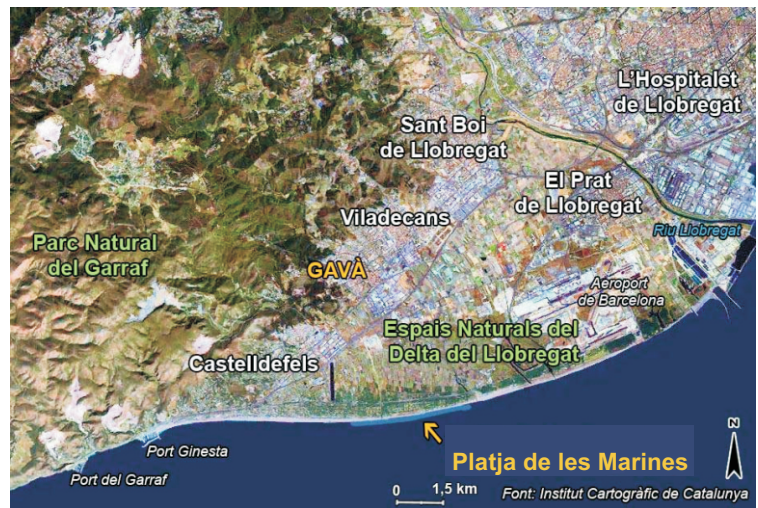 L'Hospitalet
de Llobregat
Sant Boi
de Llobregat
El Prat
de Llobregat
Viladecans
Riu Llobregat
Parc Natural
del Garraf
GAVÀ
Aeroport
de Barcelona
Espais Naturals del
Delta del Llobregat
Castelldefels
N
Port Ginesta
Platja de les Marines
Port del Garraf
0 1,5 km
Font: Institut Cartogràfic de Catalunya